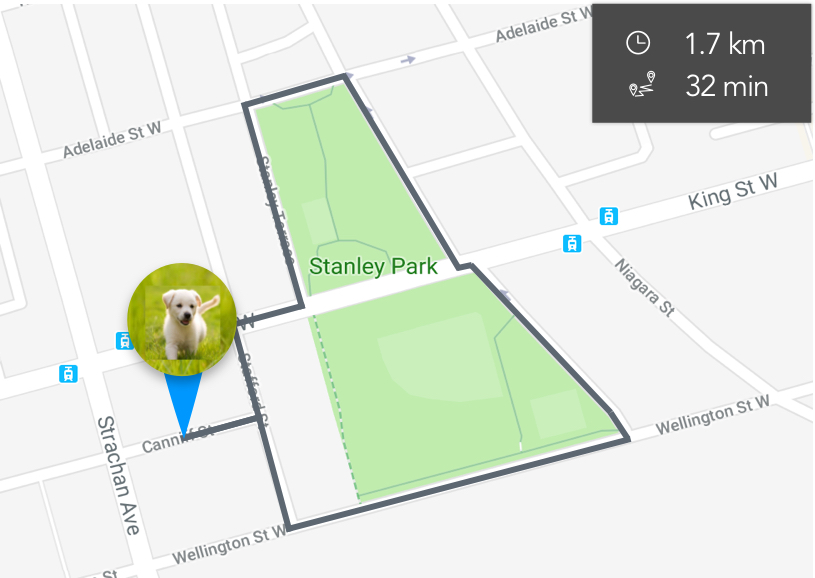 Adelaide St W
1.7 km
32 min
Adelaide St W
Stanley Terrace
King St W
Stanley Park
Niagara St
W
Stafford St
Wellington St W
Canniff St
Strachan Ave
Wellington St W
St